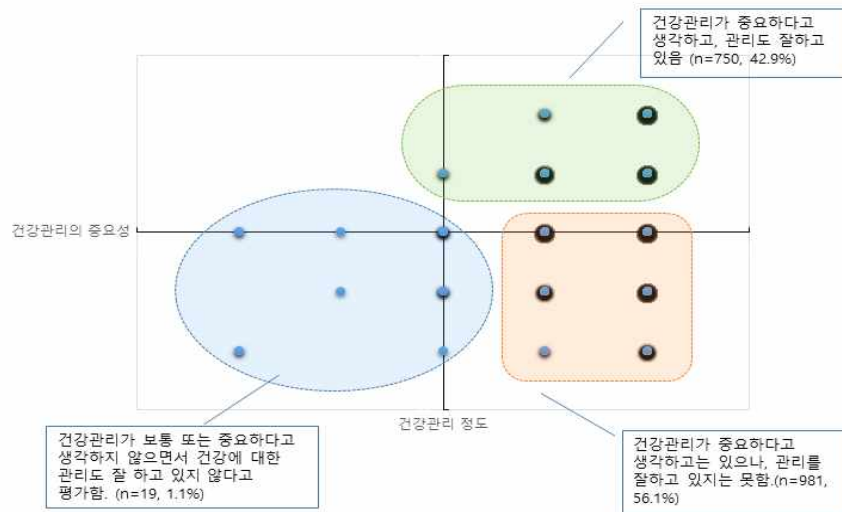 건강관리가 중요하다고
생각하고, 관리도 잘하고
있음 (n=750, 42.9%)
건강관리의 중요성
건강관리 정도
건강관리가 보통 또는 중요하다고
생각하지 않으면서 건강에 대한
관리도 잘 하고 있지 않다고
평가함. (n=19, 1.1%)
건강관리가 중요하다고
생각하고는 있으나, 관리를
잘하고 있지는 못함.(n=981,
56.1%)